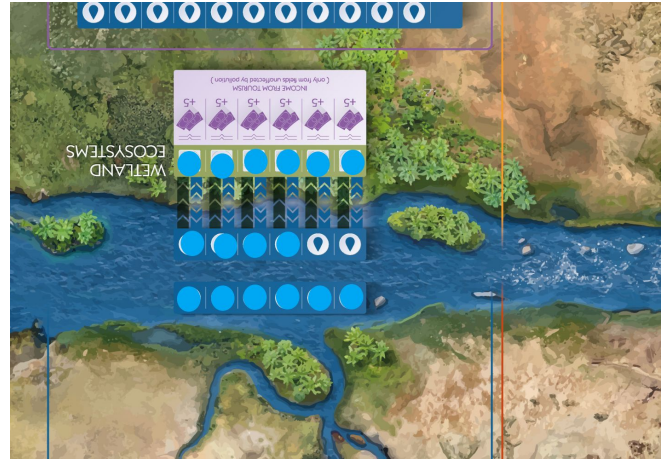 WETLAND
ECOSYSTEMS
+5 +5 +5 +5 +5 +5
INCOME FROM TOURISM
( only from fields unaffected by pollution )